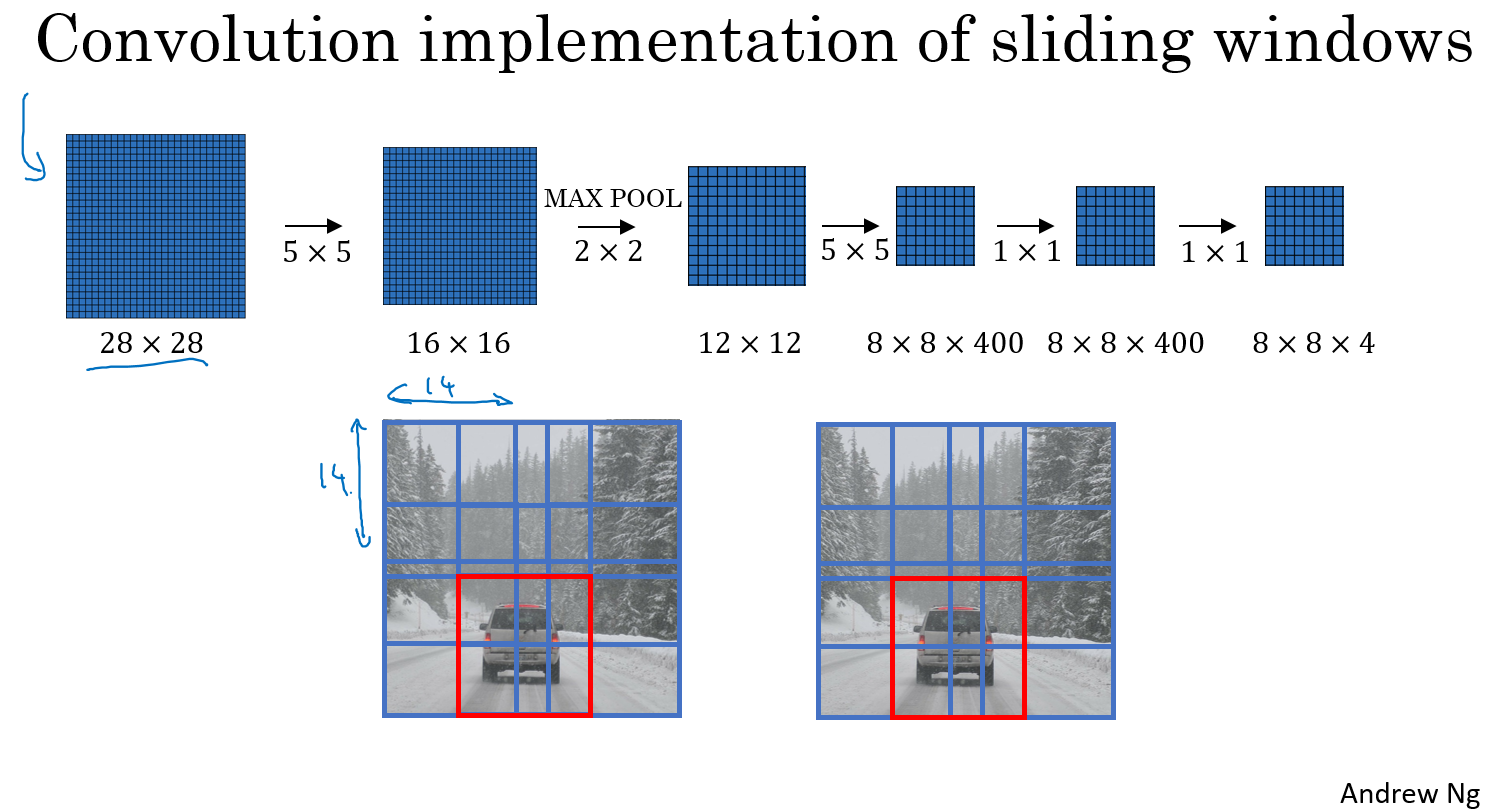 Convolution implementation of sliding windows
MAX POOL
5 × 5
2 × 2
5 × 5
1 × 1
1 × 1
28 × 28
16 × 16
12 × 12
8 × 8 × 400
8 × 8 × 400
8 × 8 × 4
14
14
Andrew Ng